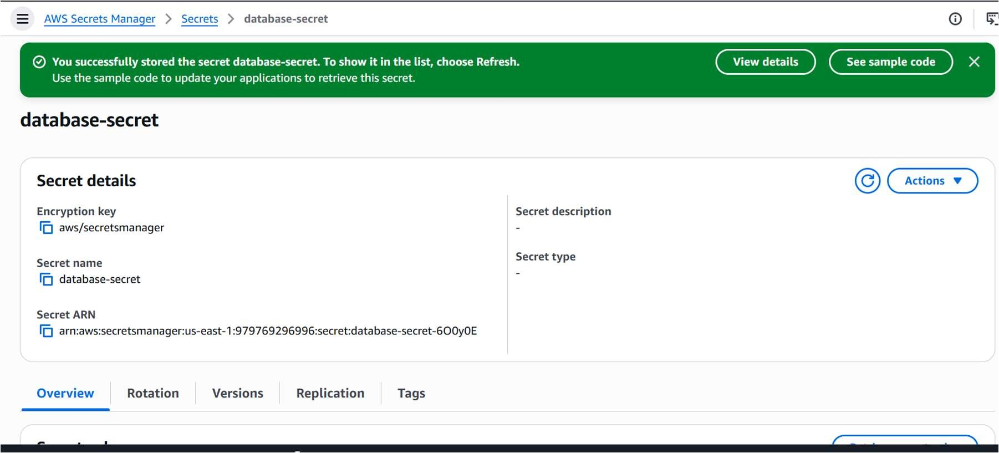 AWS Secrets Manager > Secrets > database-secret
You successfully stored the secret database-secret. To show it in the list, choose Refresh.
Use the sample code to update your applications to retrieve this secret.
View details
See sample code
database-secret
Secret details
Actions
Encryption key
aws/secretsmanager
Secret name
database-secret
Secret ARN
arn:aws:secretsmanager:us-east-1:979769296996:secret:database-secret-6O0y0E
Secret description
-
Secret type
-
Overview
Rotation
Versions
Replication
Tags